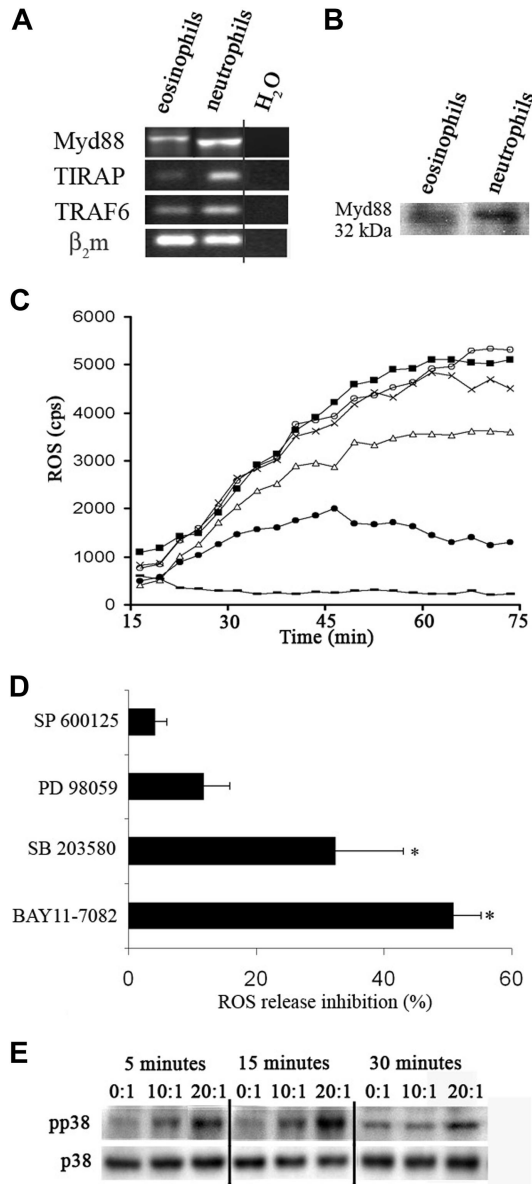 A
eosinophils neutrophils H2O
Myd88
TIRAP
TRAF6
β2m
B
eosinophils neutrophils
Myd88
32 kDa
C
ROS (cps)
6000
5000
4000
3000
2000
1000
0
15 30 45 60 75
Time (min)
D
SP 600125
PD 98059
SB 203580 *
BAY11-7082 *
0 20 40 60
ROS release inhibition (%)
E
5 minutes 15 minutes 30 minutes
0:1 10:1 20:1 0:1 10:1 20:1 0:1 10:1 20:1
pp38
p38